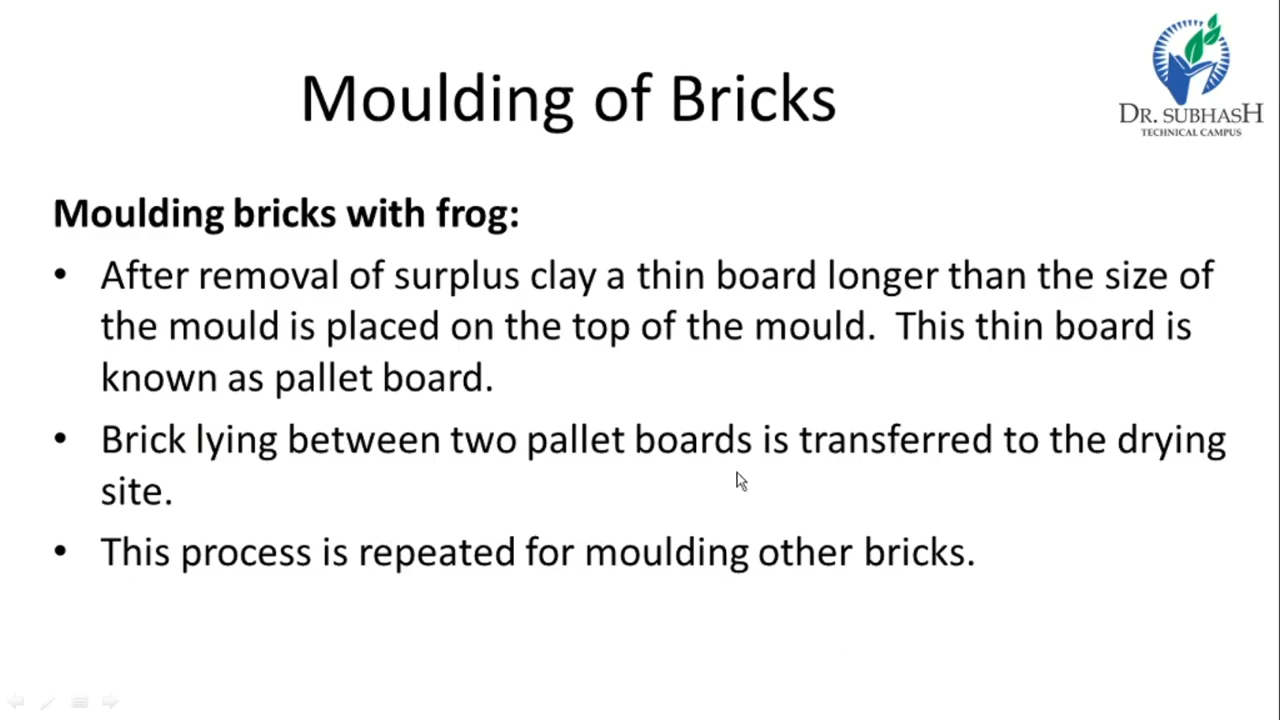 Moulding of Bricks
DR. SUBHASH
TECHNICAL CAMPUS
Moulding bricks with frog:
• After removal of surplus clay a thin board longer than the size of
the mould is placed on the top of the mould. This thin board is
known as pallet board.
• Brick lying between two pallet boards is transferred to the drying
site.
• This process is repeated for moulding other bricks.